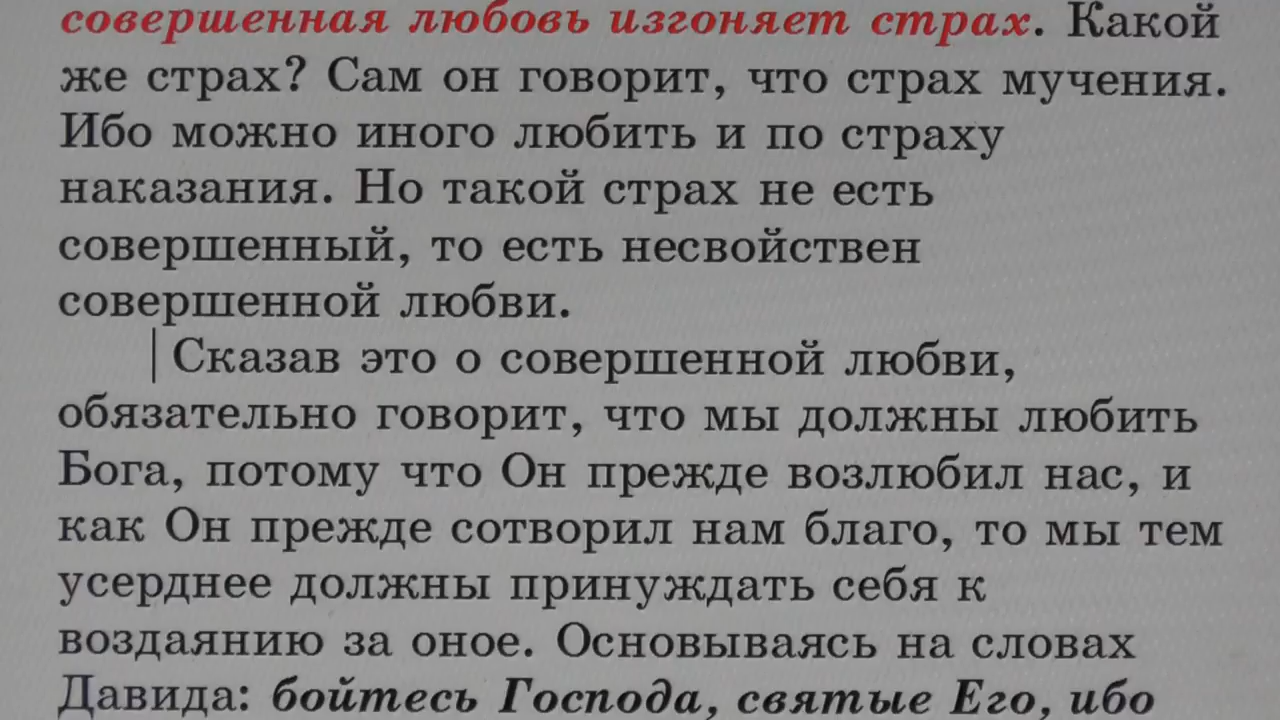 совершенная любовь изгоняет страх. Какой
же страх? Сам он говорит, что страх мучения.
Ибо можно иного любить и по страху
наказания. Но такой страх не есть
совершенный, то есть несвойствен
совершенной любви.
Сказав это о совершенной любви,
обязательно говорит, что мы должны любить
Бога, потому что Он прежде возлюбил нас, и
как Он прежде сотворил нам благо, то мы тем
усерднее должны принуждать себя к
воздаянию за оное. Основываясь на словах
Давида: бойтесь Господа, святые Его, ибо